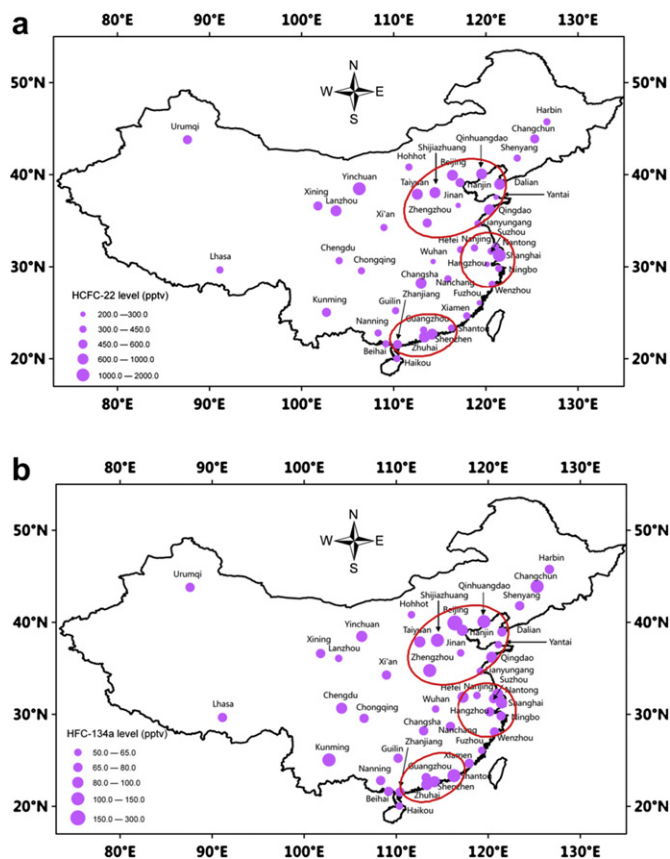 a
80°E 90°E 100°E 110°E 120°E 130°E
50°N 50°N
N
W E
S
Harbin
Urumqi
Qinhuangdao
Changchun
Shijiazhuang
Shenyang
Hohhot
Beijing
40°N 40°N
Yinchuan
Taiyuan
Tianjin
Dalian
Xining
Jinan
Yantai
Lanzhou
Zhengzhou
Qingdao
Xi'an
Lianyungang
Suzhou
Hefei Nanjing
Nantong
Chengdu
Wuhan
Shanghai
30°N 30°N
Lhasa
Chongqing
Hangzhou
Ningbo
Changsha
Nanchang
HCFC-22 level (pptv)
Zhanjiang
Fuzhou
Wenzhou
200.0 — 300.0
Kunming
Guilin
Xiamen
300.0 — 450.0
Nanning
Guangzhou
Shantou
450.0 — 600.0
Shenzhen
600.0 — 1000.0
Beihai
Zhuhai
20°N 20°N
1000.0 — 2000.0
Haikou
80°E 90°E 100°E 110°E 120°E 130°E
b
80°E 90°E 100°E 110°E 120°E 130°E
50°N 50°N
N
W E
S
Harbin
Urumqi
Qinhuangdao
Changchun
Shijiazhuang
Shenyang
Hohhot
Beijing
40°N 40°N
Yinchuan
Taiyuan
Tianjin
Dalian
Xining
Jinan
Yantai
Lanzhou
Zhengzhou
Qingdao
Xi'an
Lianyungang
Suzhou
Hefei Nanjing
Nantong
Chengdu
Wuhan
Shanghai
30°N 30°N
Lhasa
Chongqing
Hangzhou
Ningbo
Changsha
Nanchang
HFC-134a level (pptv)
Zhanjiang
Fuzhou
Wenzhou
50.0 — 65.0
Kunming
Guilin
Xiamen
65.0 — 80.0
Nanning
Guangzhou
Shantou
80.0 — 100.0
Shenzhen
100.0 — 150.0
Beihai
Zhuhai
20°N 20°N
150.0 — 300.0
Haikou
80°E 90°E 100°E 110°E 120°E 130°E